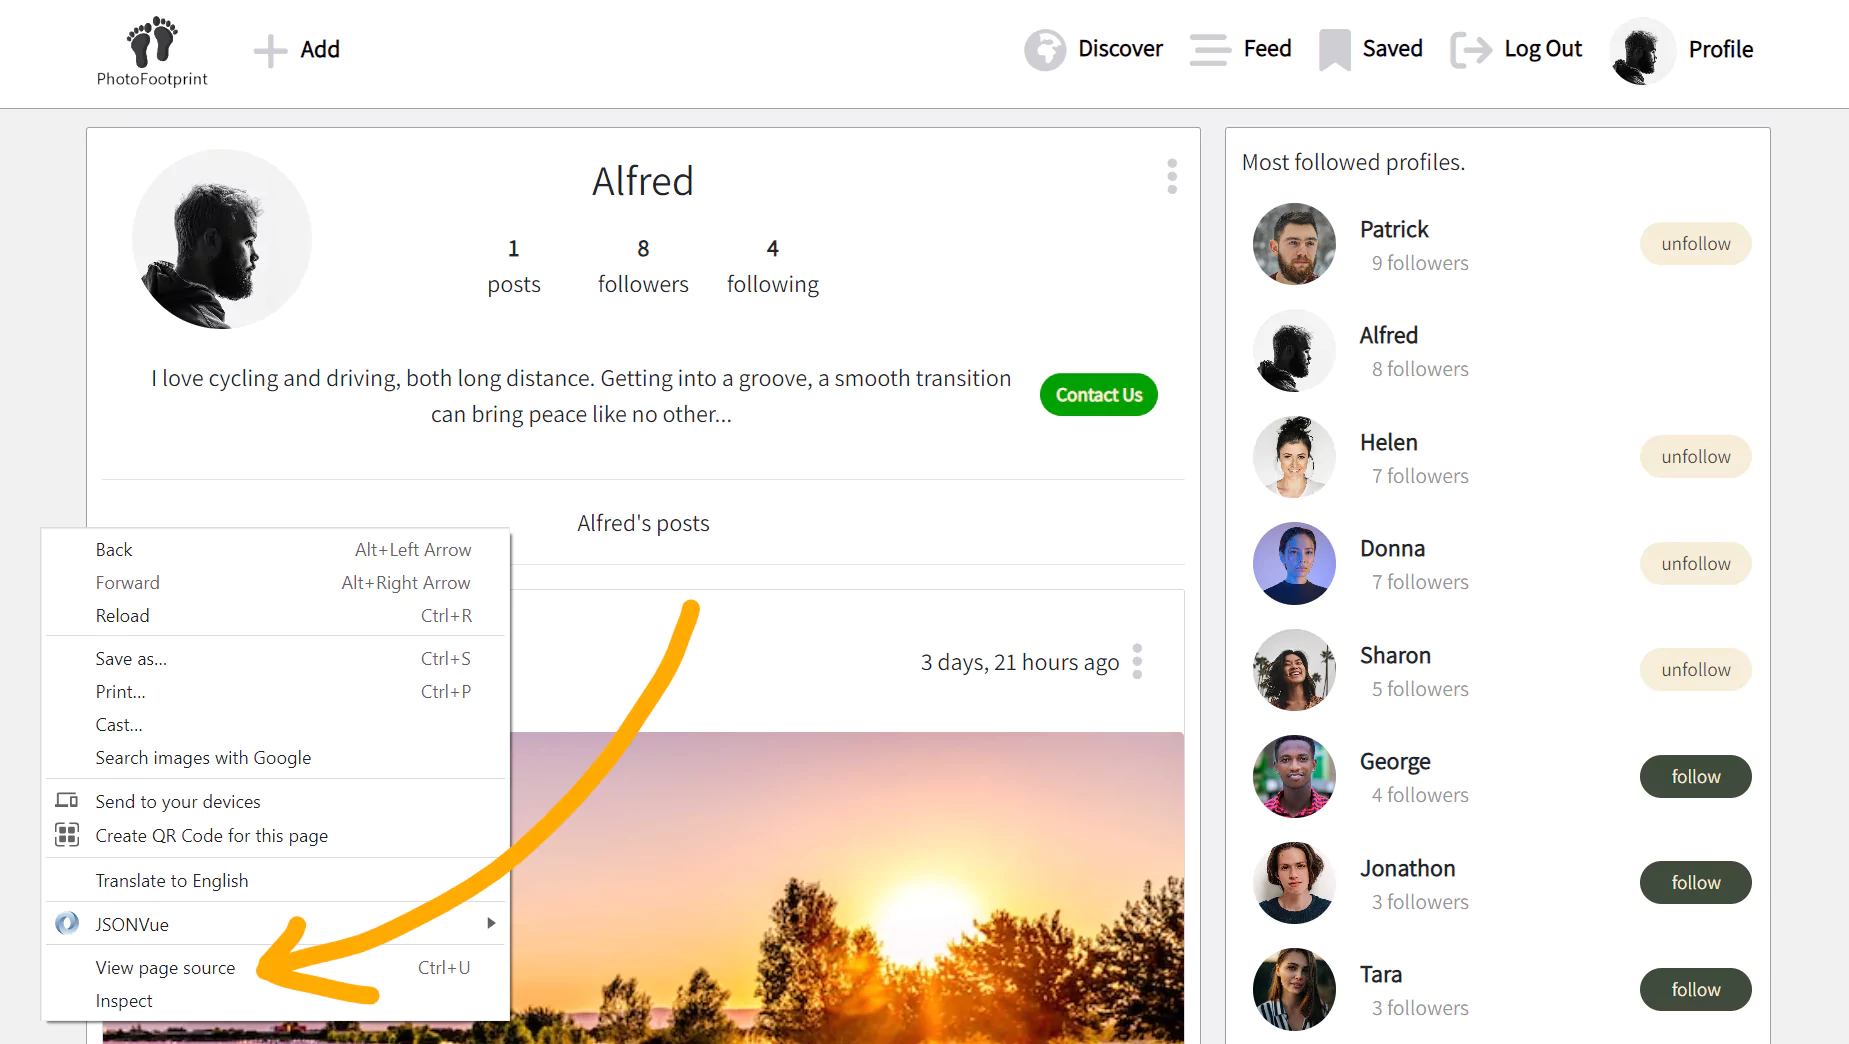 PhotoFootprint
Add
Discover
Feed
Saved
Log Out
Profile
Alfred
1
posts
8
followers
4
following
I love cycling and driving, both long distance. Getting into a groove, a smooth transition
can bring peace like no other...
Contact Us
Alfred's posts
3 days, 21 hours ago
Back Alt+Left Arrow
Forward Alt+Right Arrow
Reload Ctrl+R
Save as... Ctrl+S
Print... Ctrl+P
Cast...
Search images with Google
Send to your devices
Create QR Code for this page
Translate to English
JSONVue
View page source Ctrl+U
Inspect
Most followed profiles.
Patrick
9 followers
unfollow
Alfred
8 followers
Helen
7 followers
unfollow
Donna
7 followers
unfollow
Sharon
5 followers
unfollow
George
4 followers
follow
Jonathon
3 followers
follow
Tara
3 followers
follow